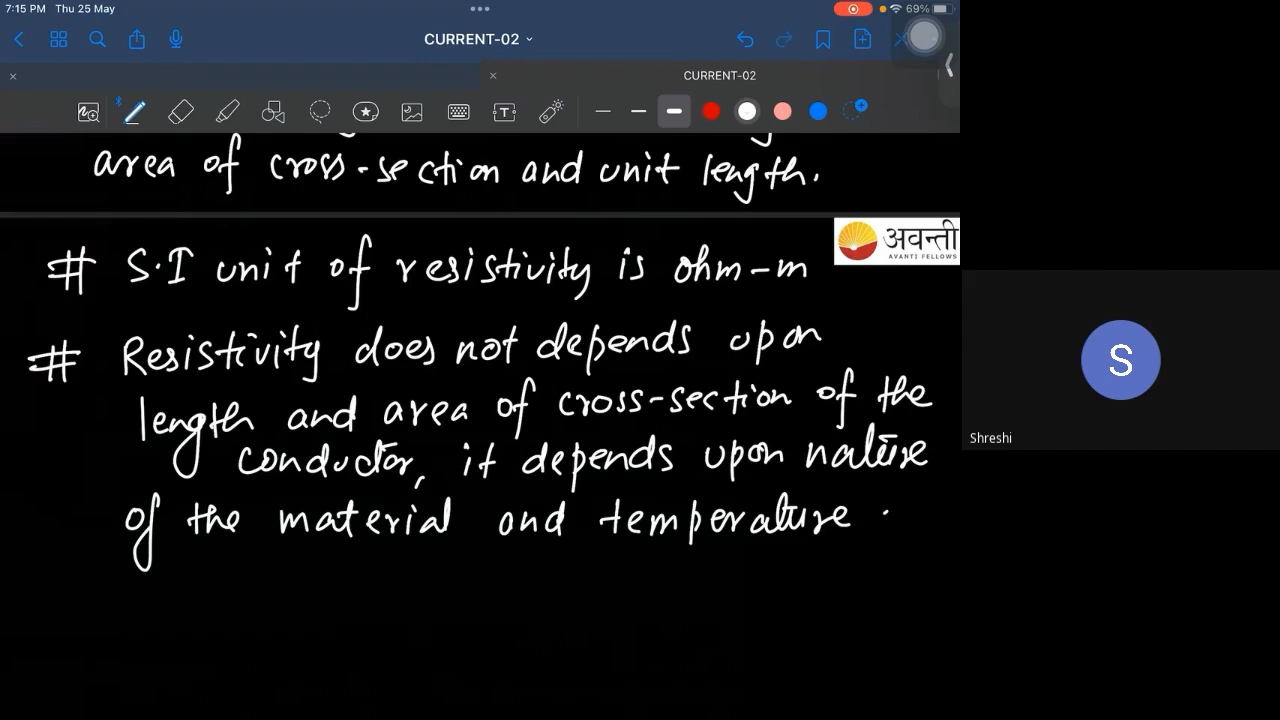 7:15 PM Thu 25 May
69%
CURRENT-02
CURRENT-02
area of cross-section and unit length.
# S.I unit of resistivity is ohm-m
अवन्ती
AVANTI FELLOWS
# Resistivity does not depends upon
length and area of cross-section of the
conductor, it depends upon nature
of the material and temperature.
S
Shreshi